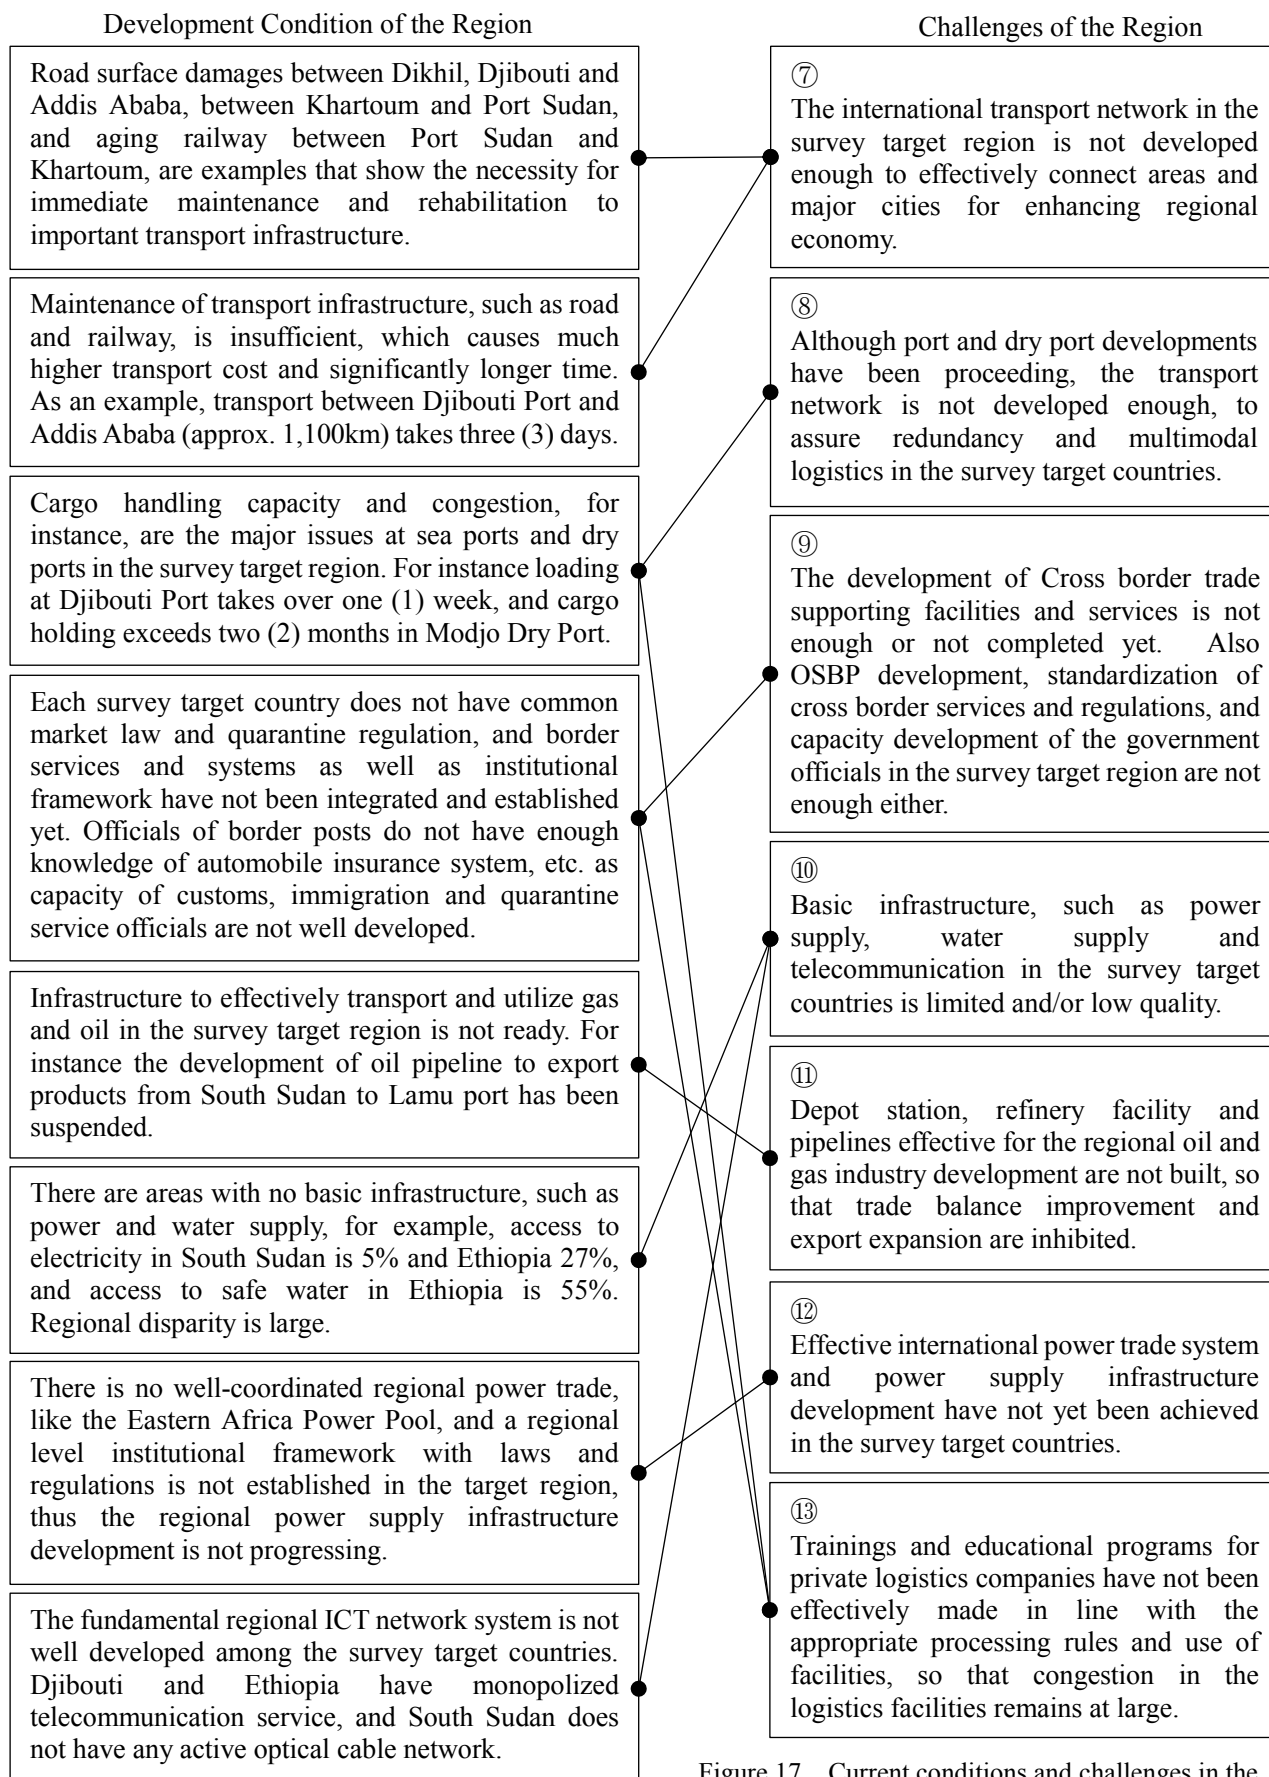 Development Condition of the Region
Road surface damages between Dikhil, Djibouti and
Addis Ababa, between Khartoum and Port Sudan,
and aging railway between Port Sudan and
Khartoum, are examples that show the necessity for
immediate maintenance and rehabilitation to
important transport infrastructure.
Maintenance of transport infrastructure, such as road
and railway, is insufficient, which causes much
higher transport cost and significantly longer time.
As an example, transport between Djibouti Port and
Addis Ababa (approx. 1,100km) takes three (3) days.
Cargo handling capacity and congestion, for
instance, are the major issues at sea ports and dry
ports in the survey target region. For instance loading
at Djibouti Port takes over one (1) week, and cargo
holding exceeds two (2) months in Modjo Dry Port.
Each survey target country does not have common
market law and quarantine regulation, and border
services and systems as well as institutional
framework have not been integrated and established
yet. Officials of border posts do not have enough
knowledge of automobile insurance system, etc. as
capacity of customs, immigration and quarantine
service officials are not well developed.
Infrastructure to effectively transport and utilize gas
and oil in the survey target region is not ready. For
instance the development of oil pipeline to export
products from South Sudan to Lamu port has been
suspended.
There are areas with no basic infrastructure, such as
power and water supply, for example, access to
electricity in South Sudan is 5% and Ethiopia 27%,
and access to safe water in Ethiopia is 55%.
Regional disparity is large.
There is no well-coordinated regional power trade,
like the Eastern Africa Power Pool, and a regional
level institutional framework with laws and
regulations is not established in the target region,
thus the regional power supply infrastructure
development is not progressing.
The fundamental regional ICT network system is not
well developed among the survey target countries.
Djibouti and Ethiopia have monopolized
telecommunication service, and South Sudan does
not have any active optical cable network.
Challenges of the Region
⑦
The international transport network in the
survey target region is not developed
enough to effectively connect areas and
major cities for enhancing regional
economy.
⑧
Although port and dry port developments
have been proceeding, the transport
network is not developed enough, to
assure redundancy and multimodal
logistics in the survey target countries.
⑨
The development of Cross border trade
supporting facilities and services is not
enough or not completed yet. Also
OSBP development, standardization of
cross border services and regulations, and
capacity development of the government
officials in the survey target region are not
enough either.
⑩
Basic infrastructure, such as power
supply, water supply and
telecommunication in the survey target
countries is limited and/or low quality.
⑪
Depot station, refinery facility and
pipelines effective for the regional oil and
gas industry development are not built, so
that trade balance improvement and
export expansion are inhibited.
⑫
Effective international power trade system
and power supply infrastructure
development have not yet been achieved
in the survey target countries.
⑬
Trainings and educational programs for
private logistics companies have not been
effectively made in line with the
appropriate processing rules and use of
facilities, so that congestion in the
logistics facilities remains at large.
Figure 17 Current conditions and challenges in the